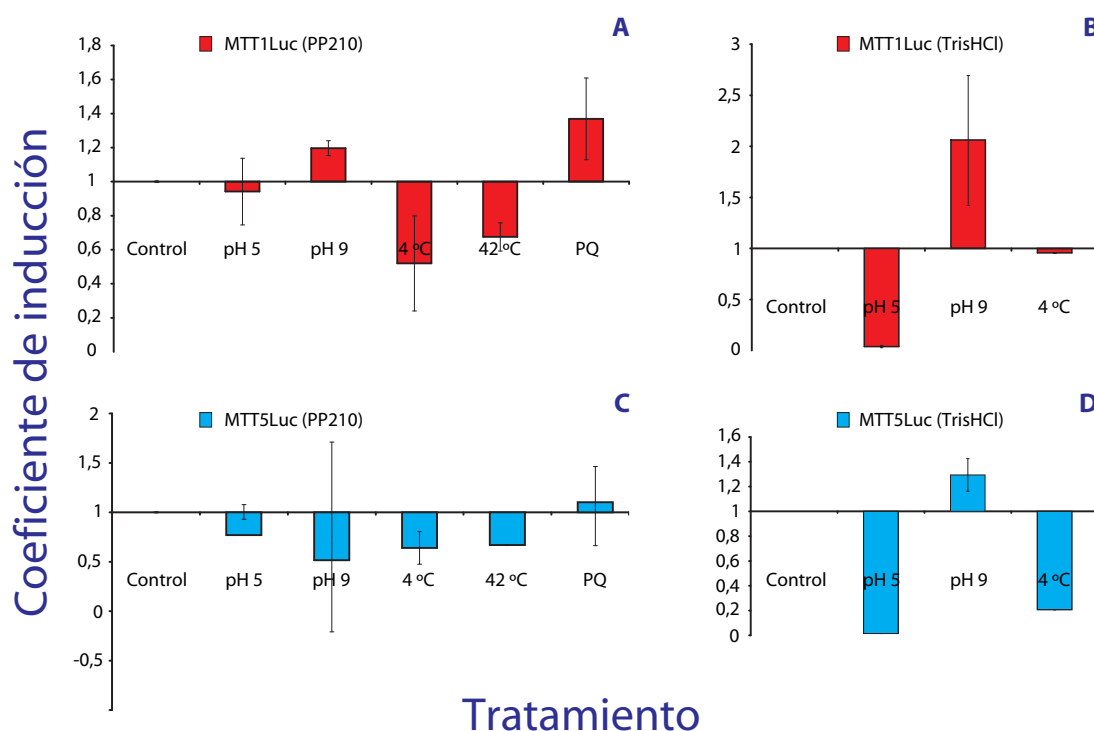 Coeficiente de inducción
A
MTT1Luc (PP210)
1,8
1,6
1,4
1,2
1
0,8
0,6
0,4
0,2
0
Control pH 5 pH 9 4 ºC 42 ºC PQ
B
MTT1Luc (TrisHCl)
3
2,5
2
1,5
1
0,5
0
Control pH 5 pH 9 4 ºC
C
MTT5Luc (PP210)
2
1,5
1
0,5
0
-0,5
Control pH 5 pH 9 4 ºC 42 ºC PQ
D
MTT5Luc (TrisHCl)
1,6
1,4
1,2
1
0,8
0,6
0,4
0,2
0
Control pH 5 pH 9 4 ºC
Tratamiento